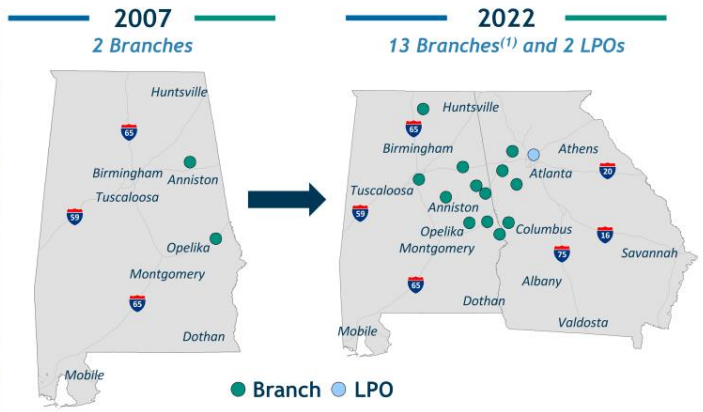 2007
2 Branches
2022
13 Branches(1) and 2 LPOs
Huntsville
65
Birmingham
Anniston
Tuscaloosa
59
Opelika
Montgomery
65
Dothan
Mobile
Huntsville
65
Birmingham
Athens
Atlanta
20
Tuscaloosa
59
Anniston
Opelika
Columbus
16
Montgomery
75
Savannah
65
Albany
Dothan
Valdosta
Mobile
Branch
LPO